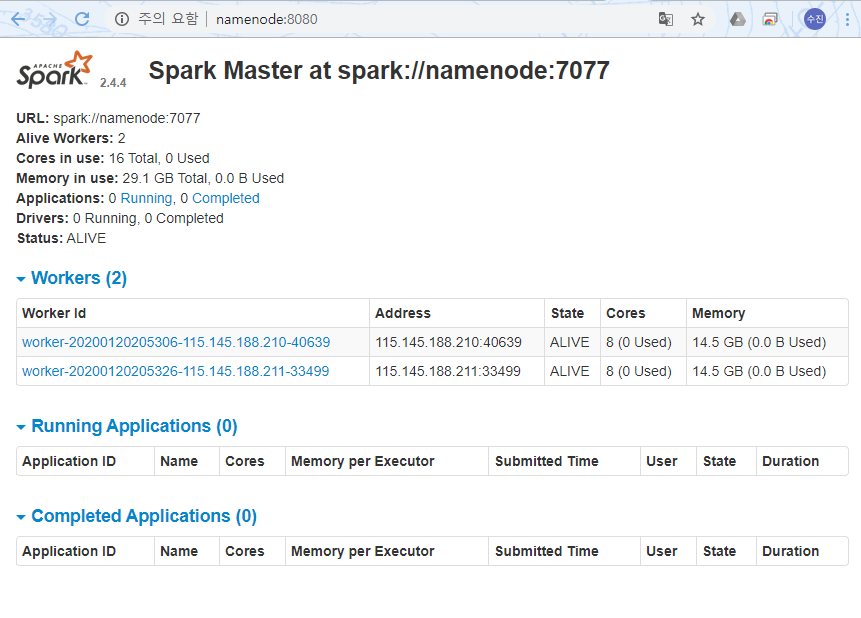 주의 요함 namenode:8080 수진
APACHE Spark 2.4.4 Spark Master at spark://namenode:7077
URL: spark://namenode:7077
Alive Workers: 2
Cores in use: 16 Total, 0 Used
Memory in use: 29.1 GB Total, 0.0 B Used
Applications: 0 Running, 0 Completed
Drivers: 0 Running, 0 Completed
Status: ALIVE
Workers (2)
Worker Id Address State Cores Memory
worker-20200120205306-115.145.188.210-40639 115.145.188.210:40639 ALIVE 8 (0 Used) 14.5 GB (0.0 B Used)
worker-20200120205326-115.145.188.211-33499 115.145.188.211:33499 ALIVE 8 (0 Used) 14.5 GB (0.0 B Used)
Running Applications (0)
Application ID Name Cores Memory per Executor Submitted Time User State Duration
Completed Applications (0)
Application ID Name Cores Memory per Executor Submitted Time User State Duration